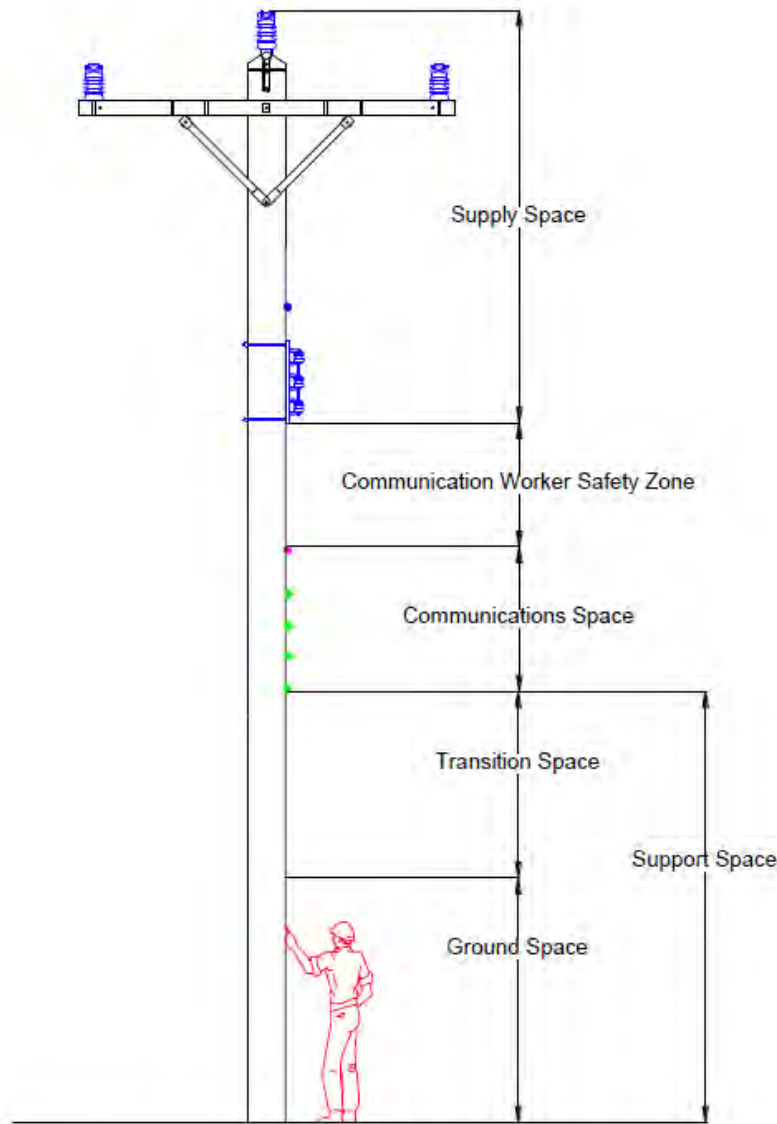 Supply Space
Communication Worker Safety Zone
Communications Space
Transition Space
Support Space
Ground Space